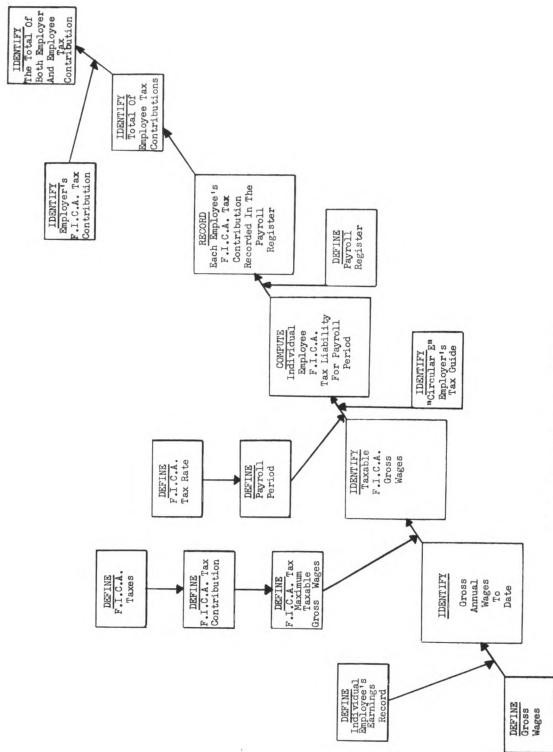 IDENTIFY
The Total Of
Both Employer
And Employee
Tax
Contribution
IDENTIFY
Employer's
F.I.C.A. Tax
Contribution
IDENTIFY
Total Of
Employee Tax
Contributions
RECORD
Each Employee's
F.I.C.A. Tax
Contribution
Recorded In The
Payroll
Register
DEFINE
Payroll
Register
COMPUTE
Individual
Employee
F.I.C.A.
Tax Liability
For Payroll
Period
IDENTIFY
"Circular E"
Employer's
Tax Guide
DEFINE
F.I.C.A.
Tax Rate
DEFINE
Payroll
Period
IDENTIFY
Taxable
F.I.C.A.
Gross
Wages
DEFINE
F.I.C.A.
Taxes
DEFINE
F.I.C.A. Tax
Contribution
DEFINE
F.I.C.A. Tax
Maximum
Taxable
Gross Wages
IDENTIFY
Gross
Annual
Wages
To
Date
DEFINE
Individual
Employee's
Earnings
Record
DEFINE
Gross
Wages